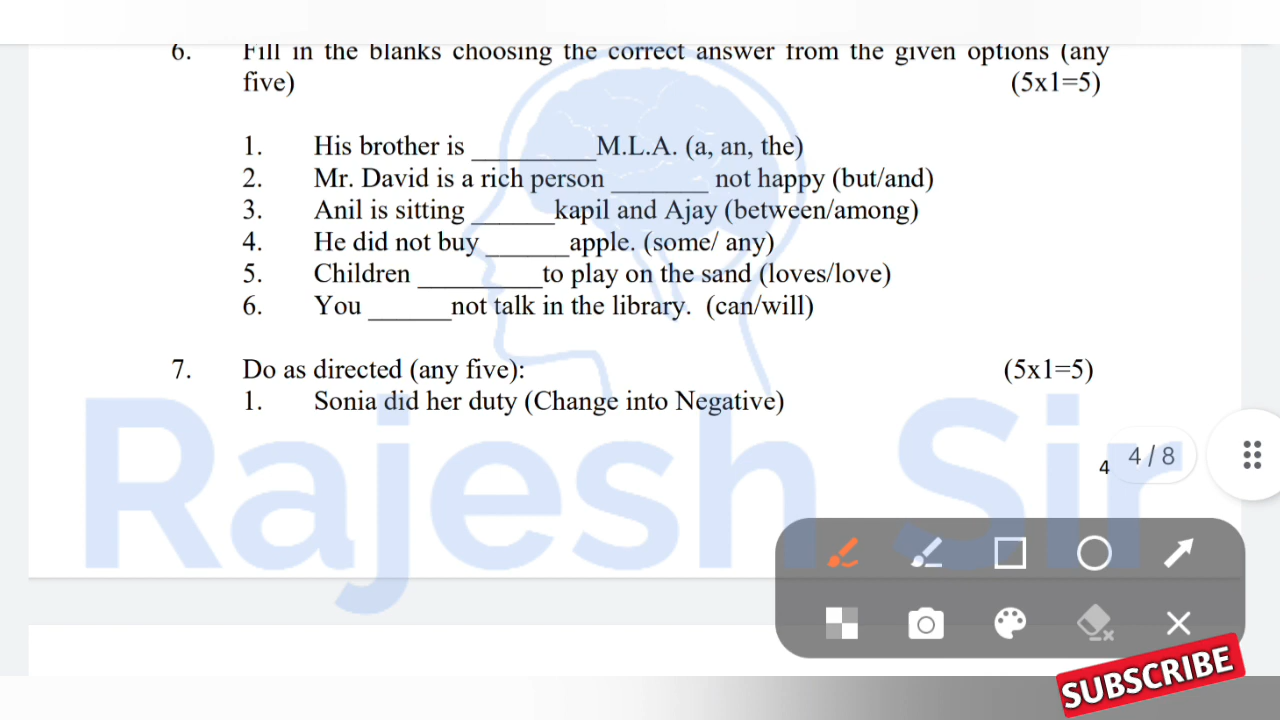 6. Fill in the blanks choosing the correct answer from the given options (any
five) (5x1=5)
1. His brother is _________M.L.A. (a, an, the)
2. Mr. David is a rich person _______ not happy (but/and)
3. Anil is sitting ______kapil and Ajay (between/among)
4. He did not buy ______apple. (some/ any)
5. Children _________to play on the sand (loves/love)
6. You ______not talk in the library. (can/will)
7. Do as directed (any five): (5x1=5)
1. Sonia did her duty (Change into Negative)
Rajesh Sir
4
4 / 8
SUBSCRIBE